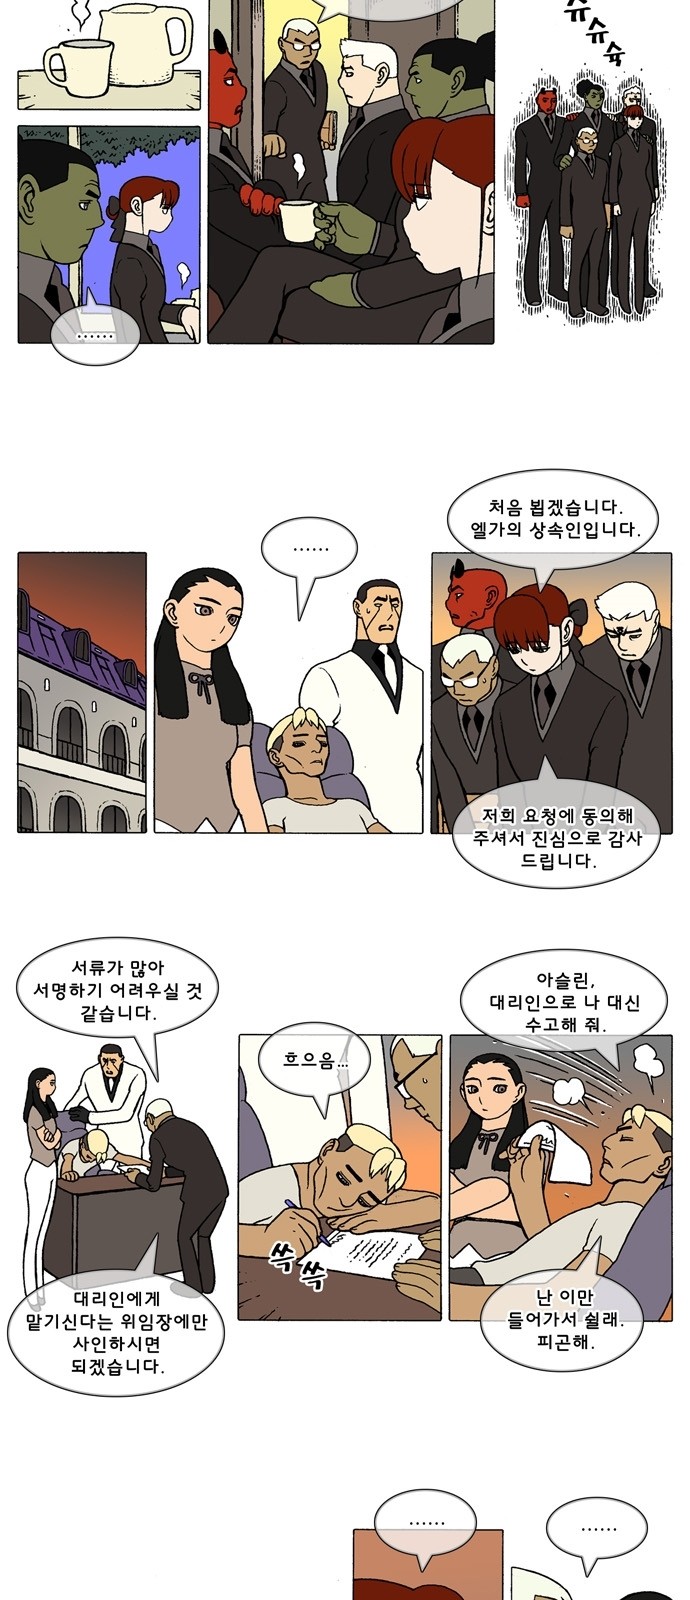 슈
슈
슉
......
처음 뵙겠습니다.
엘가의 상속인입니다.
......
저희 요청에 동의해
주셔서 진심으로 감사
드립니다.
서류가 많아
서명하기 어려우실 것
같습니다.
흐으음...
아슬린,
대리인으로 나 대신
수고해 줘.
쓱
쓱
대리인에게
맡기신다는 위임장에만
사인하시면
되겠습니다.
난 이만
들어가서 쉴래.
피곤해.
......
......